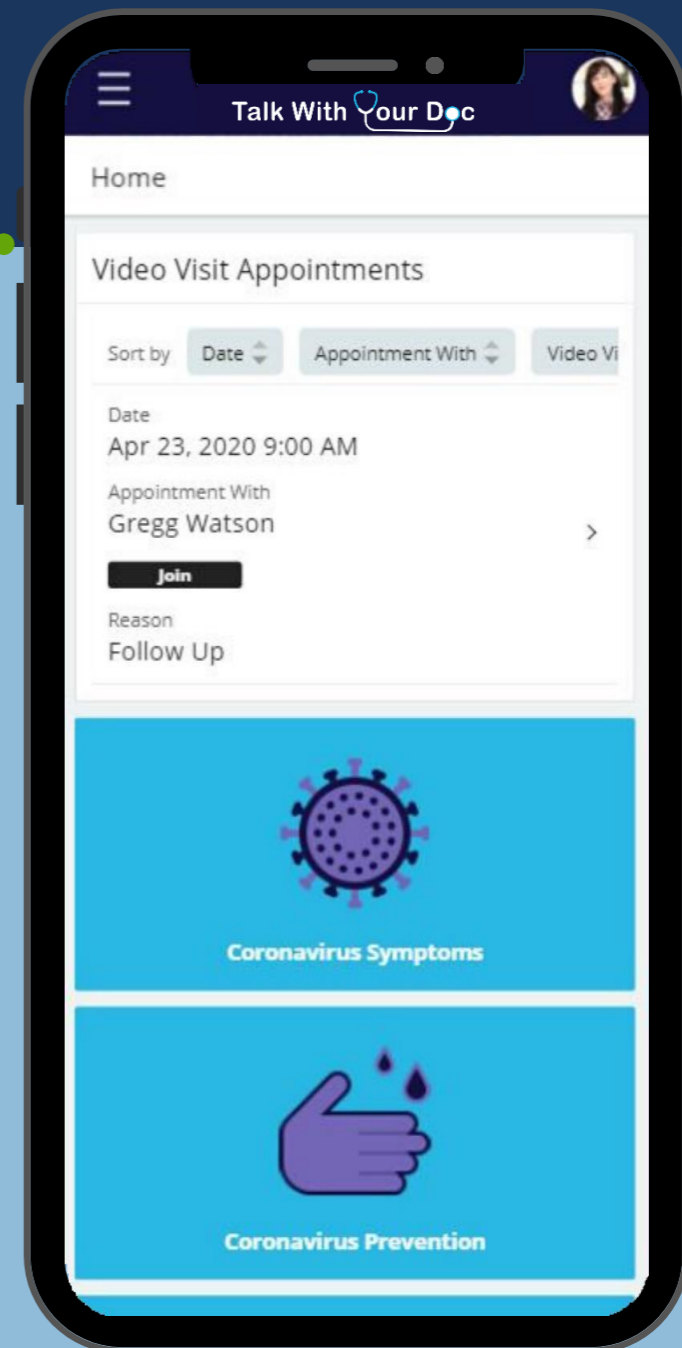 Talk With Your Doc
Home
Video Visit Appointments
Sort by Date Appointment With Video Vi
Date
Apr 23, 2020 9:00 AM
Appointment With
Gregg Watson
Join
Reason
Follow Up
Coronavirus Symptoms
Coronavirus Prevention